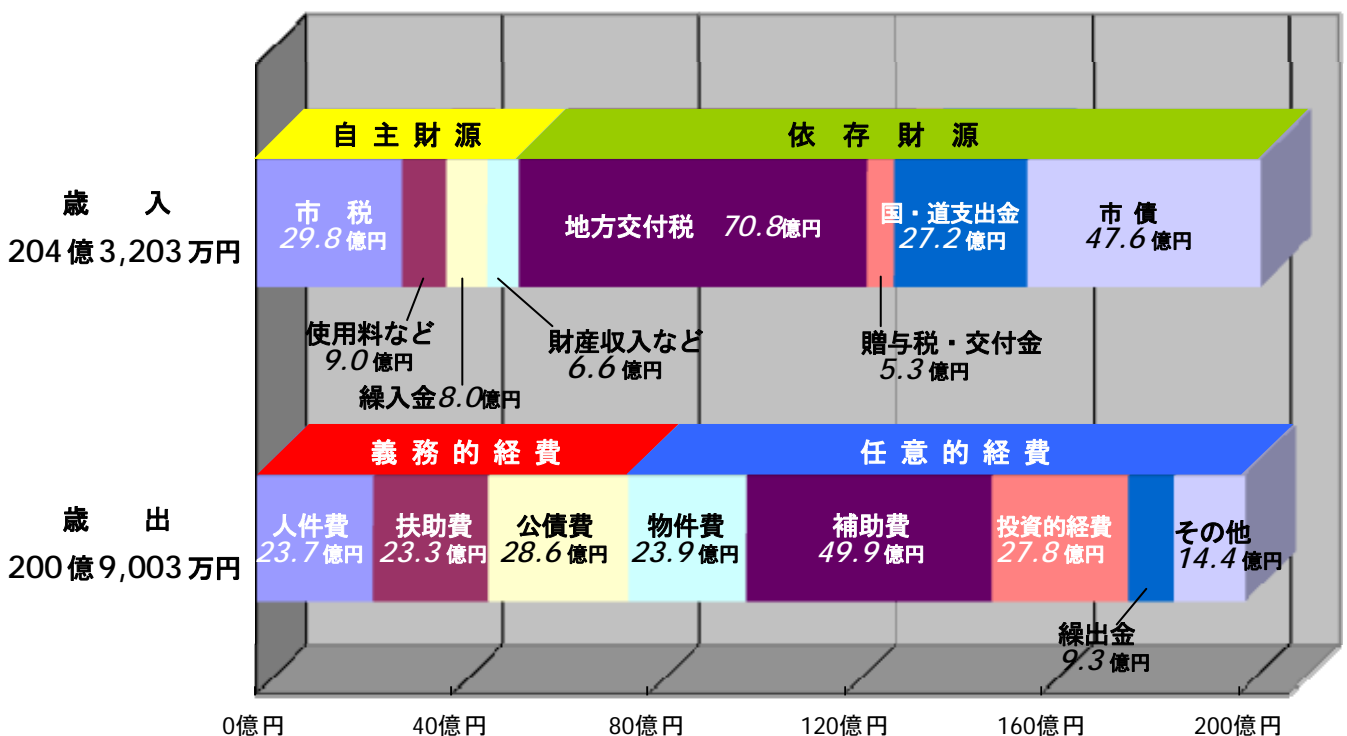 自主財源
依存財源
歳入
204億3,203万円
市税
29.8億円
地方交付税 70.8億円
国・道支出金
27.2億円
市債
47.6億円
使用料など
9.0億円
繰入金8.0億円
財産収入など
6.6億円
贈与税・交付金
5.3億円
義務的経費
任意的経費
歳出
200億9,003万円
人件費
23.7億円
扶助費
23.3億円
公債費
28.6億円
物件費
23.9億円
補助費
49.9億円
投資的経費
27.8億円
その他
14.4億円
繰出金
9.3億円
0億円 40億円 80億円 120億円 160億円 200億円